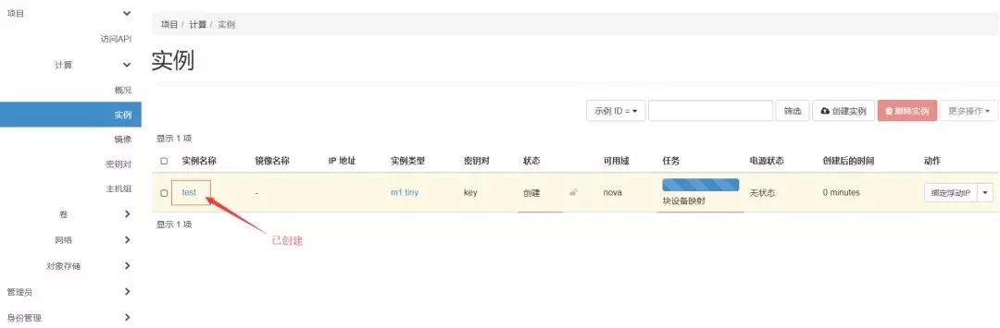 项目
访问API
计算
概况
实例
镜像
密钥对
主机组
卷
网络
对象存储
管理员
身份管理
项目 / 计算 / 实例
实例
示例 ID = 筛选 创建实例 删除实例 更多操作
显示 1 项
实例名称 镜像名称 IP 地址 实例类型 密钥对 状态 可用域 任务 电源状态 创建后的时间 动作
test - m1.tiny key 创建 nova 块设备映射 无状态 0 minutes 绑定浮动IP
显示 1 项
已创建